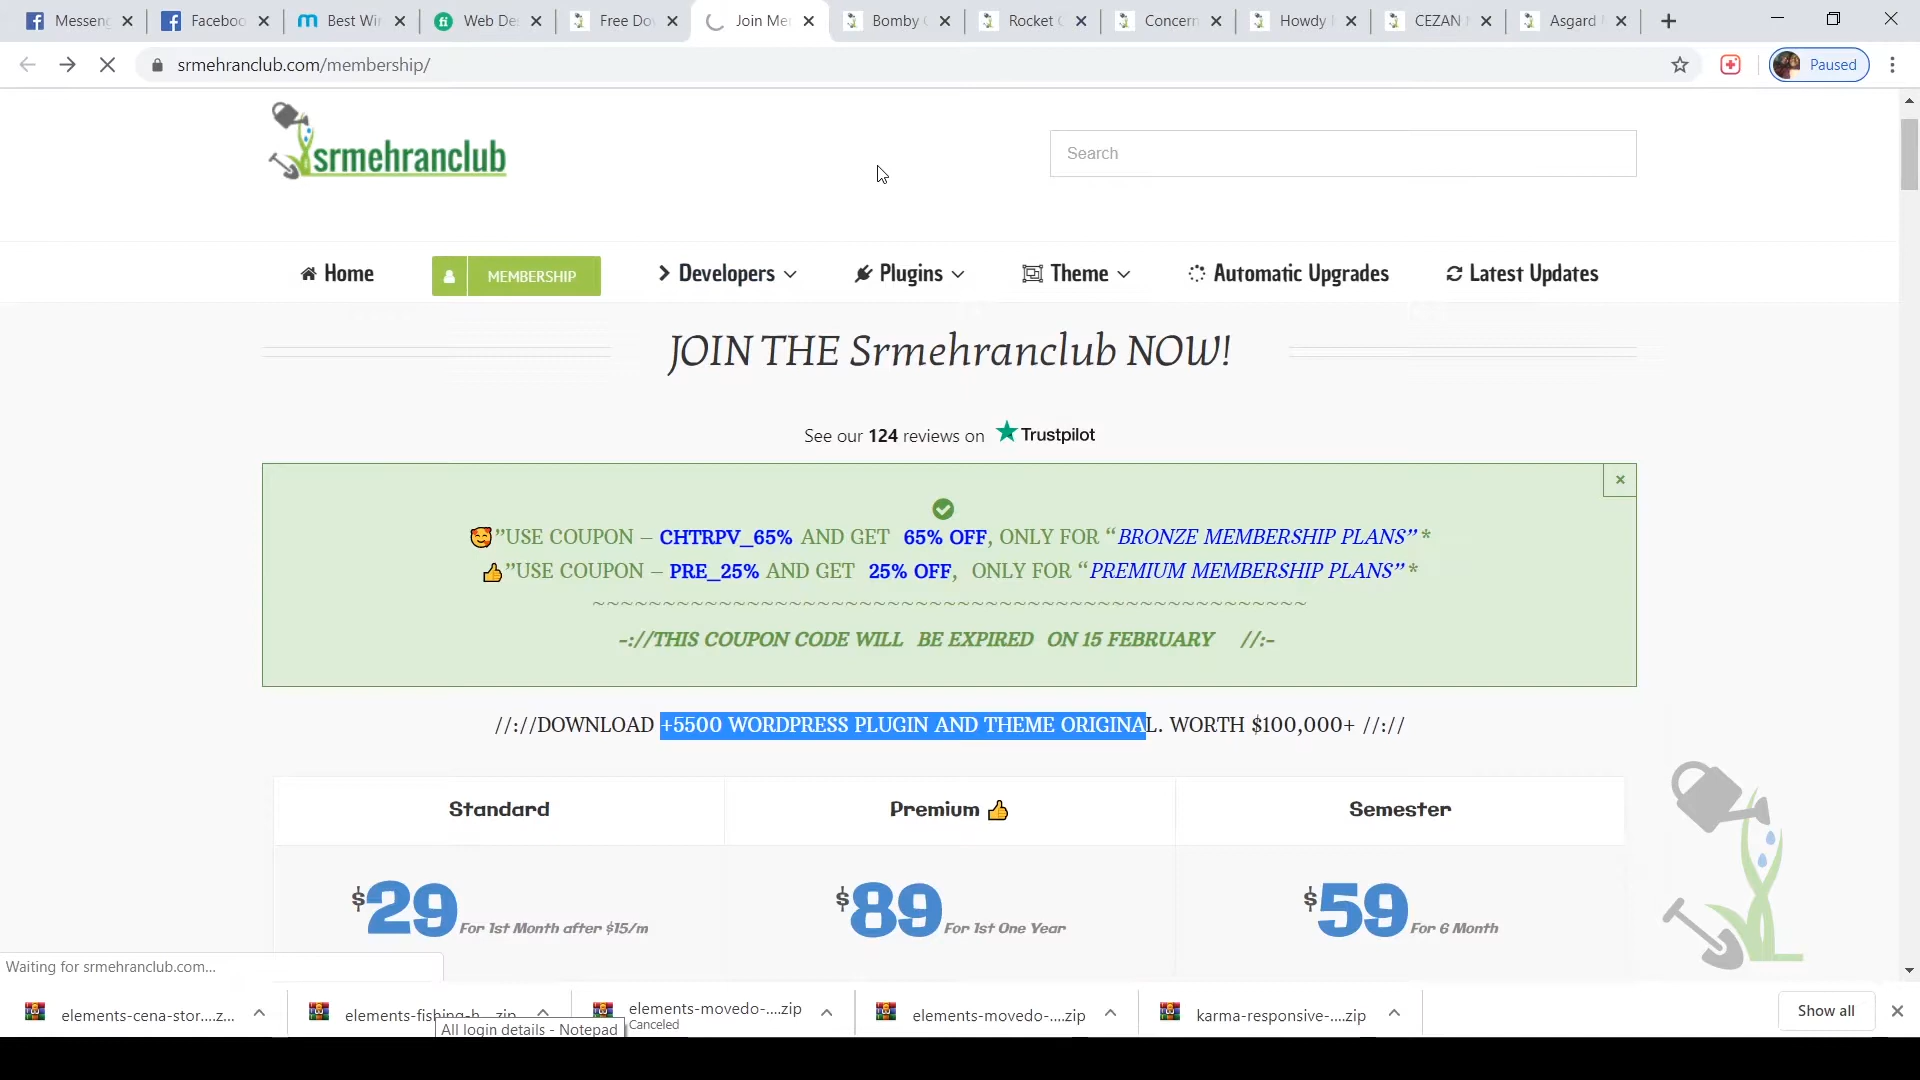 Messeng
Faceboo
Best Wi
Web De
Free Do
Join Me
Bomby
Rocket
Concern
Howdy
CEZAN
Asgard
srmehranclub.com/membership/
Paused
srmehranclub
Search
Home
MEMBERSHIP
Developers
Plugins
Theme
Automatic Upgrades
Latest Updates
JOIN THE Srmehranclub NOW!
See our 124 reviews on Trustpilot
×
🥰”USE COUPON – CHTRPV_65% AND GET 65% OFF, ONLY FOR “BRONZE MEMBERSHIP PLANS” *
👍”USE COUPON – PRE_25% AND GET 25% OFF, ONLY FOR “PREMIUM MEMBERSHIP PLANS” *
~~~~~~~~~~~~~~~~~~~~~~~~~~~~~~~~~~~~~~~~~~~~~~~~~~~
-://THIS COUPON CODE WILL BE EXPIRED ON 15 FEBRUARY //:-
//://DOWNLOAD +5500 WORDPRESS PLUGIN AND THEME ORIGINAL. WORTH $100,000+ //://
Standard
Premium 👍
Semester
$29 For 1st Month after $15/m
$89 For 1st One Year
$59 For 6 Month
Waiting for srmehranclub.com...
elements-cena-stor....z...
elements-fishing-h....zip
elements-movedo-....zip
Canceled
elements-movedo-....zip
karma-responsive-....zip
Show all
All login details - Notepad